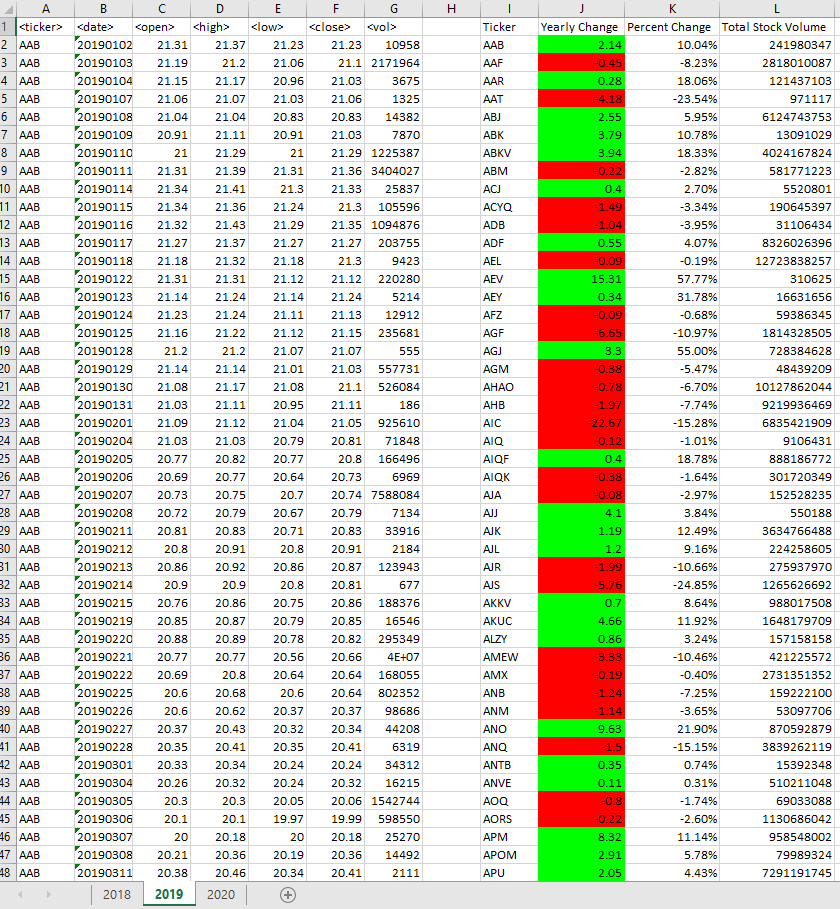 A B C D E F G H I J K L
1 <ticker> <date> <open> <high> <low> <close> <vol> Ticker Yearly Change Percent Change Total Stock Volume
2 AAB 20190102 21.31 21.37 21.23 21.23 10958 AAB 2.14 10.04% 241980347
3 AAB 20190103 21.19 21.2 21.06 21.1 2171964 AAF -0.45 -8.23% 2818010087
4 AAB 20190104 21.15 21.17 20.96 21.03 3675 AAR 0.28 18.06% 121437103
5 AAB 20190107 21.06 21.07 21.03 21.06 1325 AAT -4.18 -23.54% 971117
6 AAB 20190108 21.04 21.04 20.83 20.83 14382 ABJ 2.55 5.95% 6124743753
7 AAB 20190109 20.91 21.11 20.91 21.03 7870 ABK 3.79 10.78% 13091029
8 AAB 20190110 21 21.29 21 21.29 1225387 ABKV 3.94 18.33% 4024167824
9 AAB 20190111 21.31 21.39 21.31 21.36 3404027 ABM -0.22 -2.82% 581771223
10 AAB 20190114 21.34 21.41 21.3 21.33 25837 ACJ 0.4 2.70% 5520801
11 AAB 20190115 21.34 21.36 21.24 21.3 105596 ACYQ -1.49 -3.34% 190645397
12 AAB 20190116 21.32 21.43 21.29 21.35 1094876 ADB -1.04 -3.95% 31106434
13 AAB 20190117 21.27 21.37 21.27 21.27 203755 ADF 0.55 4.07% 8326026396
14 AAB 20190118 21.18 21.32 21.18 21.3 9423 AEL -0.09 -0.19% 12723838257
15 AAB 20190122 21.31 21.31 21.12 21.12 220280 AEV 15.31 57.77% 310625
16 AAB 20190123 21.14 21.24 21.14 21.24 5214 AEY 0.34 31.78% 16631656
17 AAB 20190124 21.23 21.24 21.11 21.13 12912 AFZ -0.09 -0.68% 59386345
18 AAB 20190125 21.16 21.22 21.12 21.15 235681 AGF -6.65 -10.97% 1814328505
19 AAB 20190128 21.2 21.2 21.07 21.07 555 AGJ 3.3 55.00% 728384628
20 AAB 20190129 21.14 21.14 21.01 21.03 557731 AGM -0.38 -5.47% 48439209
21 AAB 20190130 21.08 21.17 21.08 21.1 526084 AHAO -0.78 -6.70% 10127862044
22 AAB 20190131 21.03 21.11 20.95 21.11 186 AHB -1.97 -7.74% 9219936469
23 AAB 20190201 21.09 21.12 21.04 21.05 925610 AIC -22.67 -15.28% 6835421909
24 AAB 20190204 21.03 21.03 20.79 20.81 71848 AIQ -0.12 -1.01% 9106431
25 AAB 20190205 20.77 20.82 20.77 20.8 166496 AIQF 0.4 18.78% 888186772
26 AAB 20190206 20.69 20.77 20.64 20.73 6969 AIQK -0.38 -1.64% 301720349
27 AAB 20190207 20.73 20.75 20.7 20.74 7588084 AJA -0.08 -2.97% 152528235
28 AAB 20190208 20.72 20.79 20.67 20.79 7134 AJJ 4.1 3.84% 550188
29 AAB 20190211 20.81 20.83 20.71 20.83 33916 AJK 1.19 12.49% 3634766488
30 AAB 20190212 20.8 20.91 20.8 20.91 2184 AJL 1.2 9.16% 224258605
31 AAB 20190213 20.86 20.92 20.86 20.87 123943 AJR -1.99 -10.66% 275937970
32 AAB 20190214 20.9 20.9 20.8 20.81 677 AJS -5.76 -24.85% 1265626692
33 AAB 20190215 20.76 20.86 20.75 20.86 188376 AKKV 0.7 8.64% 988017508
34 AAB 20190219 20.85 20.87 20.79 20.85 16546 AKUC 4.66 11.92% 1648179709
35 AAB 20190220 20.88 20.89 20.78 20.82 295349 ALZY 0.86 3.24% 157158158
36 AAB 20190221 20.77 20.77 20.56 20.66 4E+07 AMEW -3.33 -10.46% 421225572
37 AAB 20190222 20.69 20.8 20.64 20.64 168055 AMX -0.19 -0.40% 2731351352
38 AAB 20190225 20.6 20.68 20.6 20.64 802352 ANB -1.24 -7.25% 159222100
39 AAB 20190226 20.6 20.62 20.37 20.37 98686 ANM -1.14 -3.65% 53097706
40 AAB 20190227 20.37 20.43 20.32 20.34 44208 ANO 9.63 21.90% 870592879
41 AAB 20190228 20.35 20.41 20.35 20.41 6319 ANQ -1.5 -15.15% 3839262119
42 AAB 20190301 20.33 20.34 20.24 20.24 34312 ANTB 0.35 0.74% 15392348
43 AAB 20190304 20.26 20.32 20.24 20.32 16215 ANVE 0.11 0.31% 510211048
44 AAB 20190305 20.3 20.3 20.05 20.06 1542744 AOQ -0.8 -1.74% 69033088
45 AAB 20190306 20.1 20.1 19.97 19.99 598550 AORS -0.22 -2.60% 1130686042
46 AAB 20190307 20 20.18 20 20.18 25270 APM 8.32 11.14% 958548002
47 AAB 20190308 20.21 20.36 20.19 20.36 14492 APOM 2.91 5.78% 79989324
48 AAB 20190311 20.38 20.46 20.34 20.41 2111 APU 2.05 4.43% 7291191745
2018 2019 2020